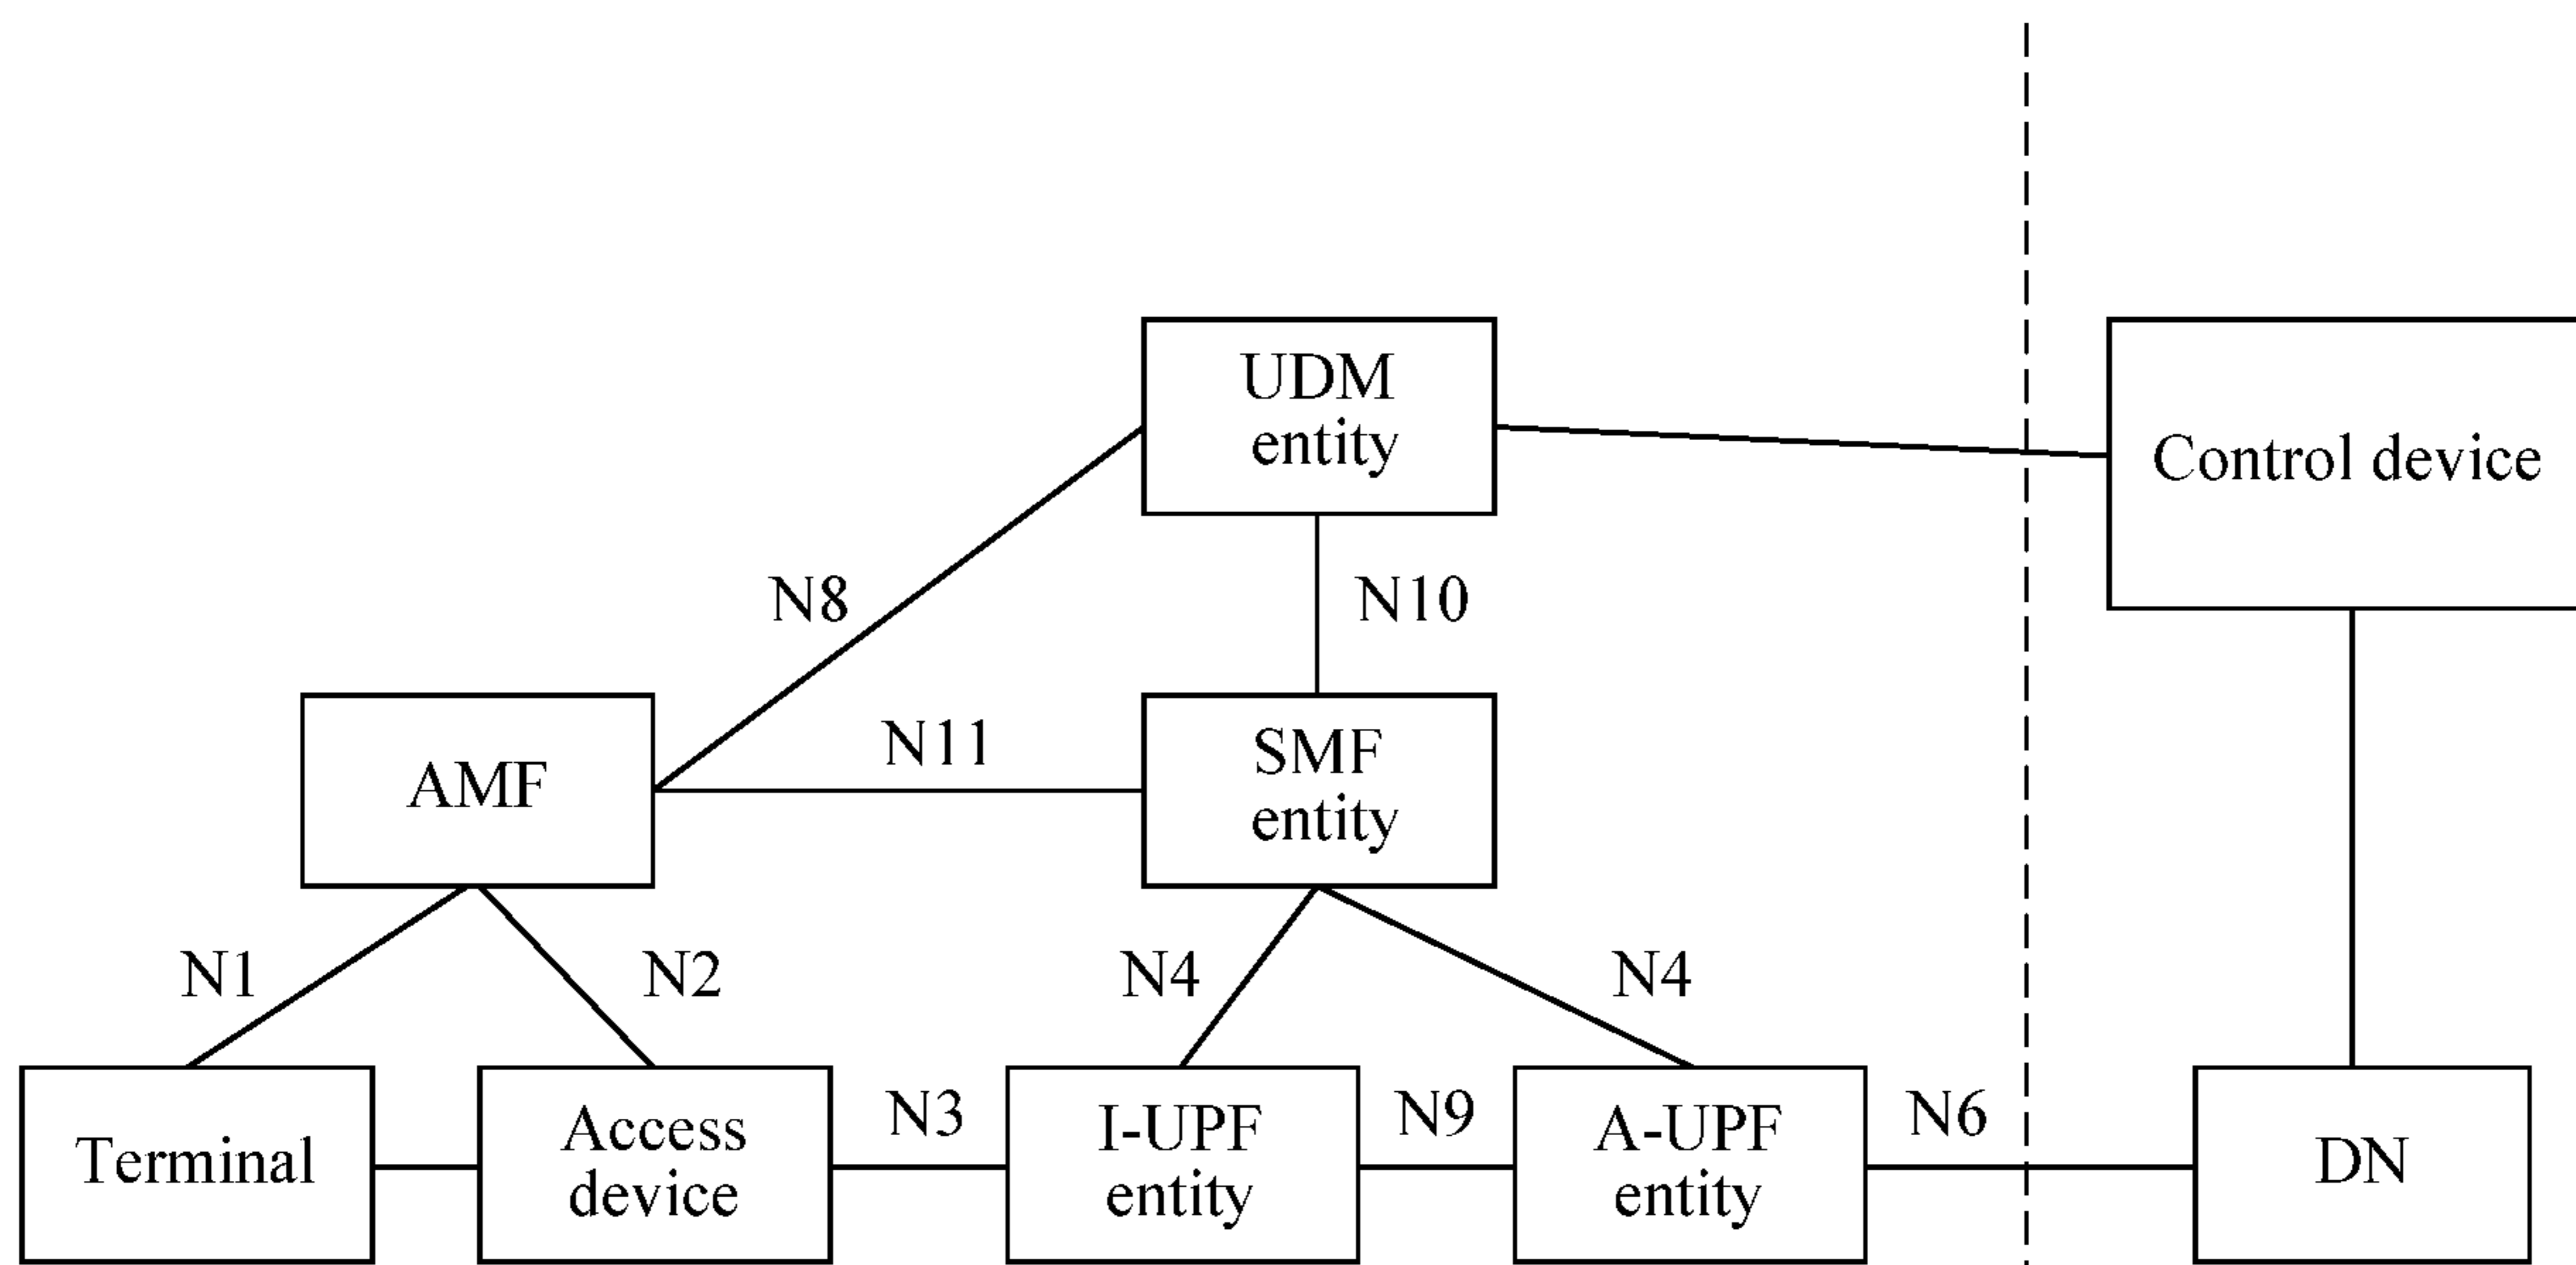 UDM
entity
Control device
N8
N10
N11
AMF
SMF
entity
N1
N2
N4
N4
Terminal
Access
device
N3
I-UPF
entity
N9
A-UPF
entity
N6
DN